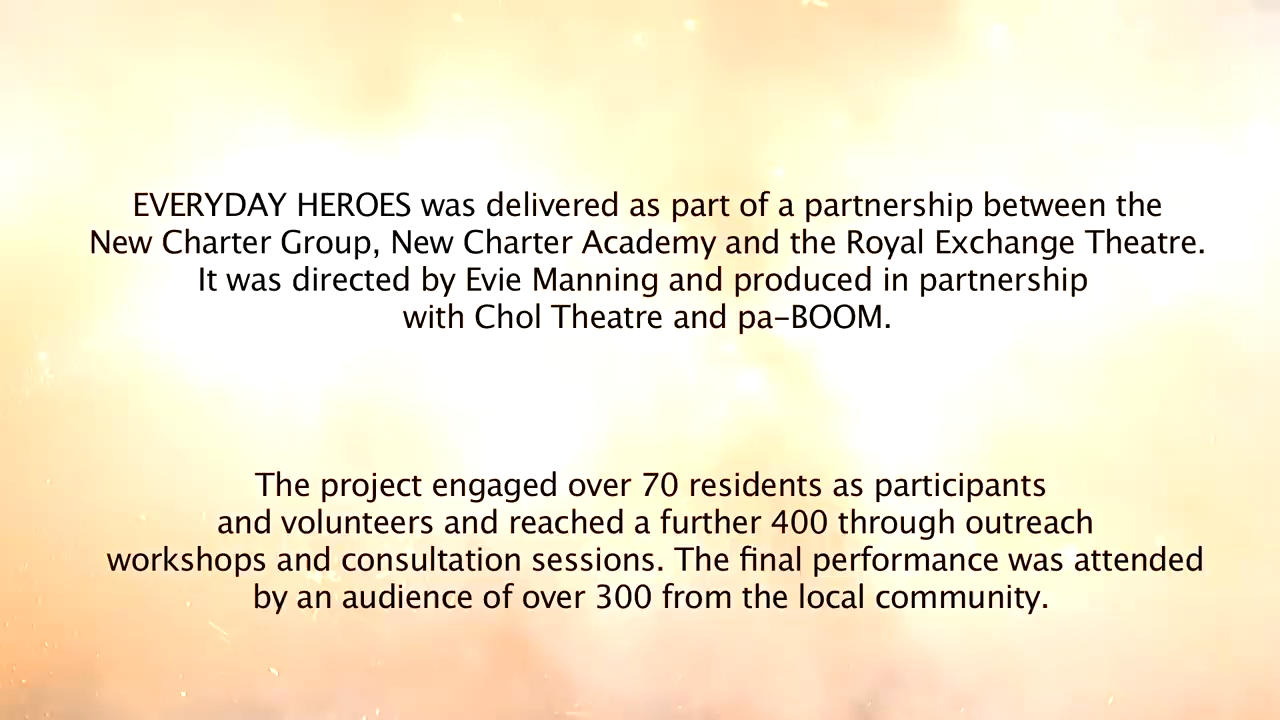 EVERYDAY HEROES was delivered as part of a partnership between the
New Charter Group, New Charter Academy and the Royal Exchange Theatre.
It was directed by Evie Manning and produced in partnership
with Chol Theatre and pa–BOOM.
The project engaged over 70 residents as participants
and volunteers and reached a further 400 through outreach
workshops and consultation sessions. The final performance was attended
by an audience of over 300 from the local community.